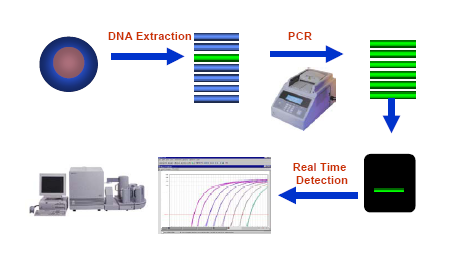 DNA Extraction
PCR
Real Time
Detection